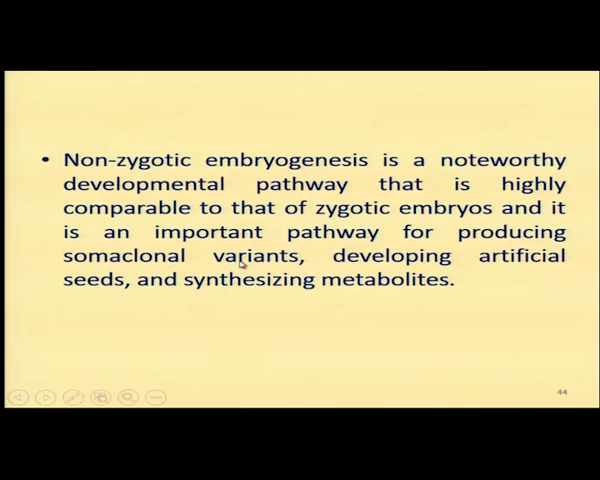 • Non-zygotic embryogenesis is a noteworthy
developmental pathway that is highly
comparable to that of zygotic embryos and it
is an important pathway for producing
somaclonal variants, developing artificial
seeds, and synthesizing metabolites.
44